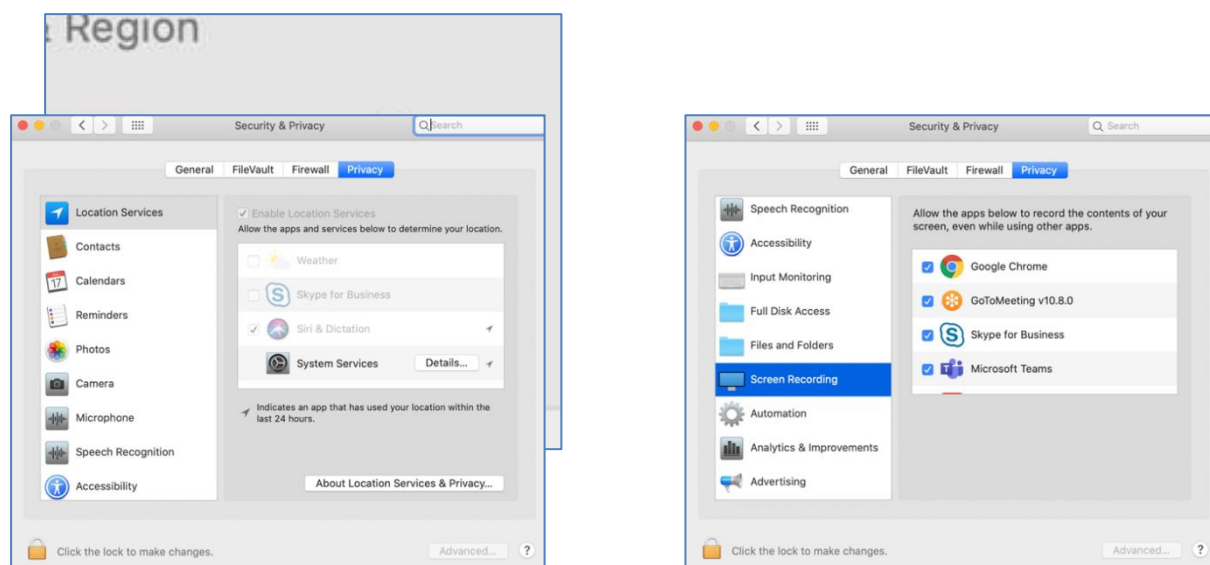 & Region
Security & Privacy
Search
General FileVault Firewall Privacy
Location Services
Contacts
Calendars
Reminders
Photos
Camera
Microphone
Speech Recognition
Accessibility
Enable Location Services
Allow the apps and services below to determine your location.
Weather
Skype for Business
Siri & Dictation
System Services Details...
Indicates an app that has used your location within the
last 24 hours.
About Location Services & Privacy...
Click the lock to make changes.
Advanced... ?
Security & Privacy
Search
General FileVault Firewall Privacy
Speech Recognition
Accessibility
Input Monitoring
Full Disk Access
Files and Folders
Screen Recording
Automation
Analytics & Improvements
Advertising
Allow the apps below to record the contents of your
screen, even while using other apps.
Google Chrome
GoToMeeting v10.8.0
Skype for Business
Microsoft Teams
Click the lock to make changes.
Advanced... ?